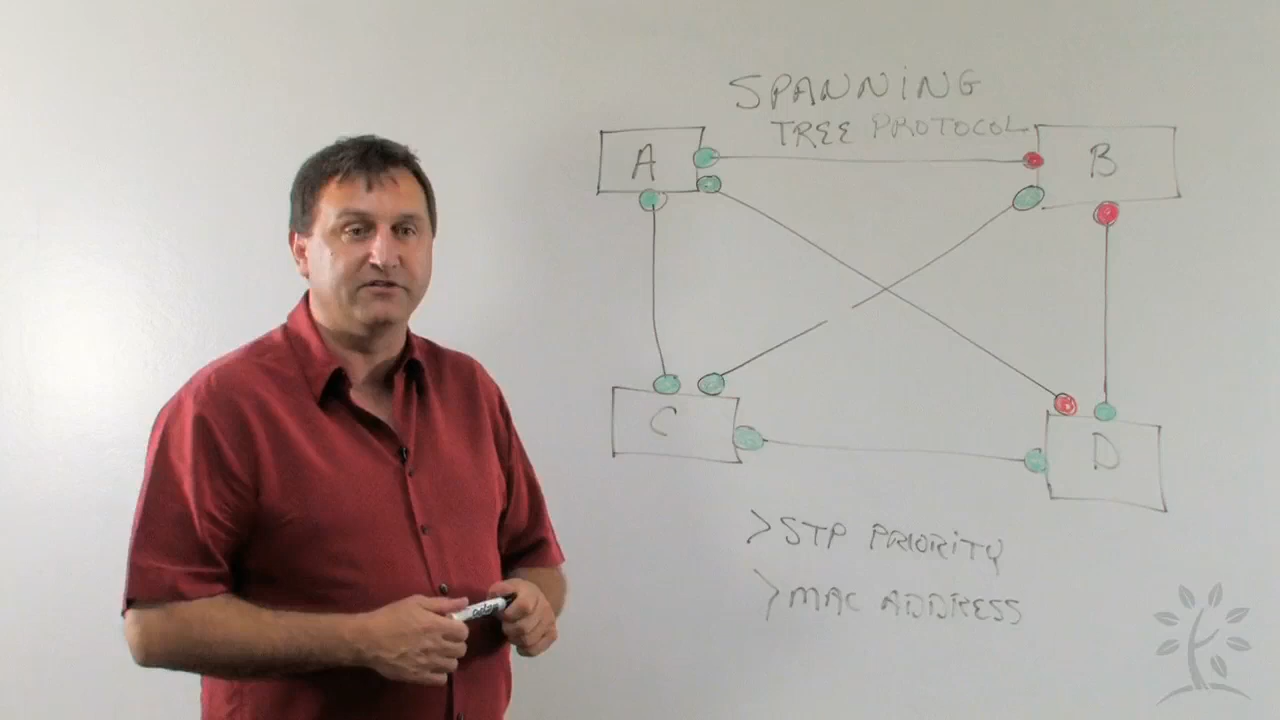 SPANNING
TREE PROTOCOL
A
B
C
D
>STP PRIORITY
>MAC ADDRESS